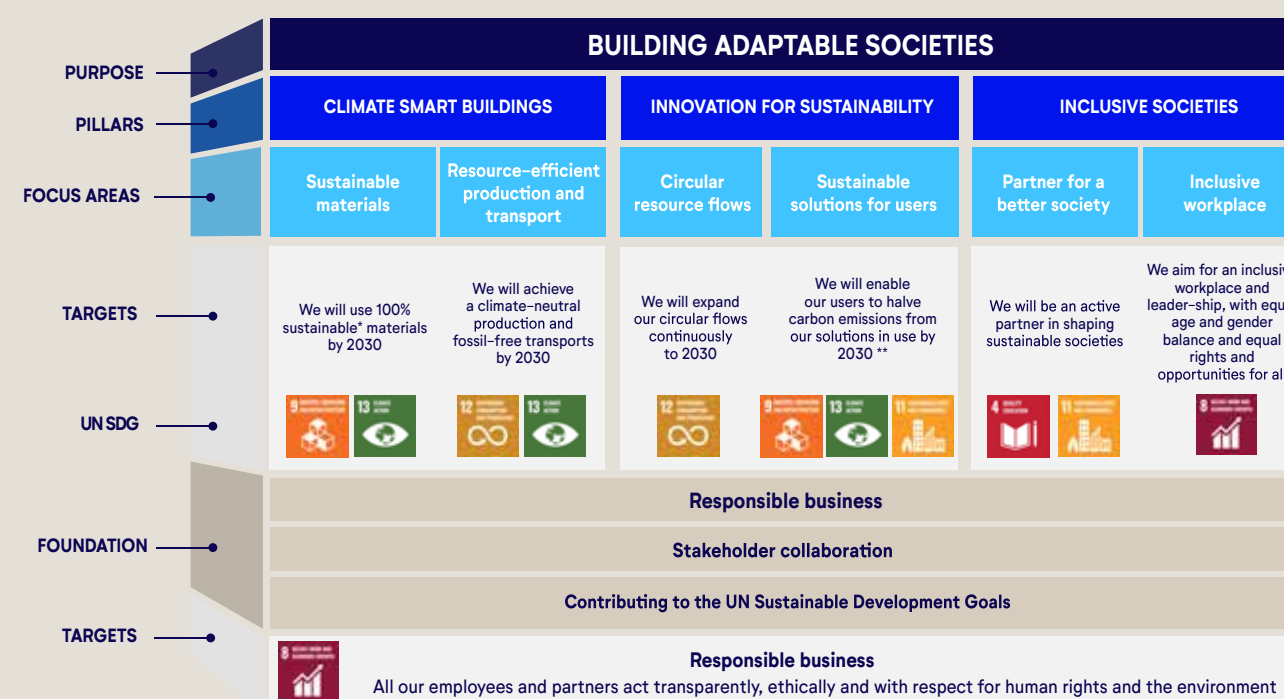 BUILDING ADAPTABLE SOCIETIES
PURPOSE
PILLARS
CLIMATE SMART BUILDINGS
INNOVATION FOR SUSTAINABILITY
INCLUSIVE SOCIETIES
FOCUS AREAS
Sustainable
materials
Resource-efficient
production and
transport
Circular
resource flows
Sustainable
solutions for users
Partner for a
better society
Inclusive
workplace
TARGETS
We will use 100%
sustainable* materials
by 2030
We will achieve
a climate-neutral
production and
fossil-free transports
by 2030
We will expand
our circular flows
continuously
to 2030
We will enable
our users to halve
carbon emissions from
our solutions in use by
2030 **
We will be an active
partner in shaping
sustainable societies
We aim for an
workplace and
leader-ship, with
age and gender
balance and equal
rights and
opportunities for
UN SDG
9
13 CLIMATE
ACTION
12
13 CLIMATE
ACTION
12
9
13 CLIMATE
ACTION
11
4 QUALITY
EDUCATION
11
8
FOUNDATION
Responsible business
Stakeholder collaboration
Contributing to the UN Sustainable Development Goals
TARGETS
8
Responsible business
All our employees and partners act transparently, ethically and with respect for human rights and the environment